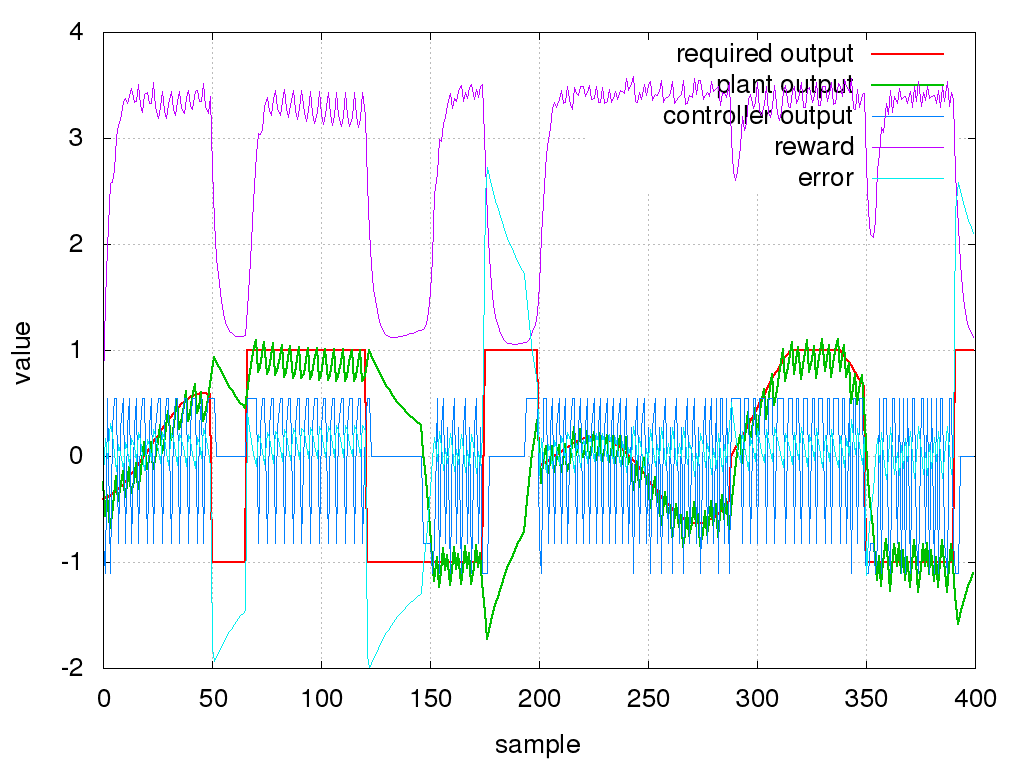 4
3
2
1
0
-1
-2
0 50 100 150 200 250 300 350 400
value
sample
required output
plant output
controller output
reward
error